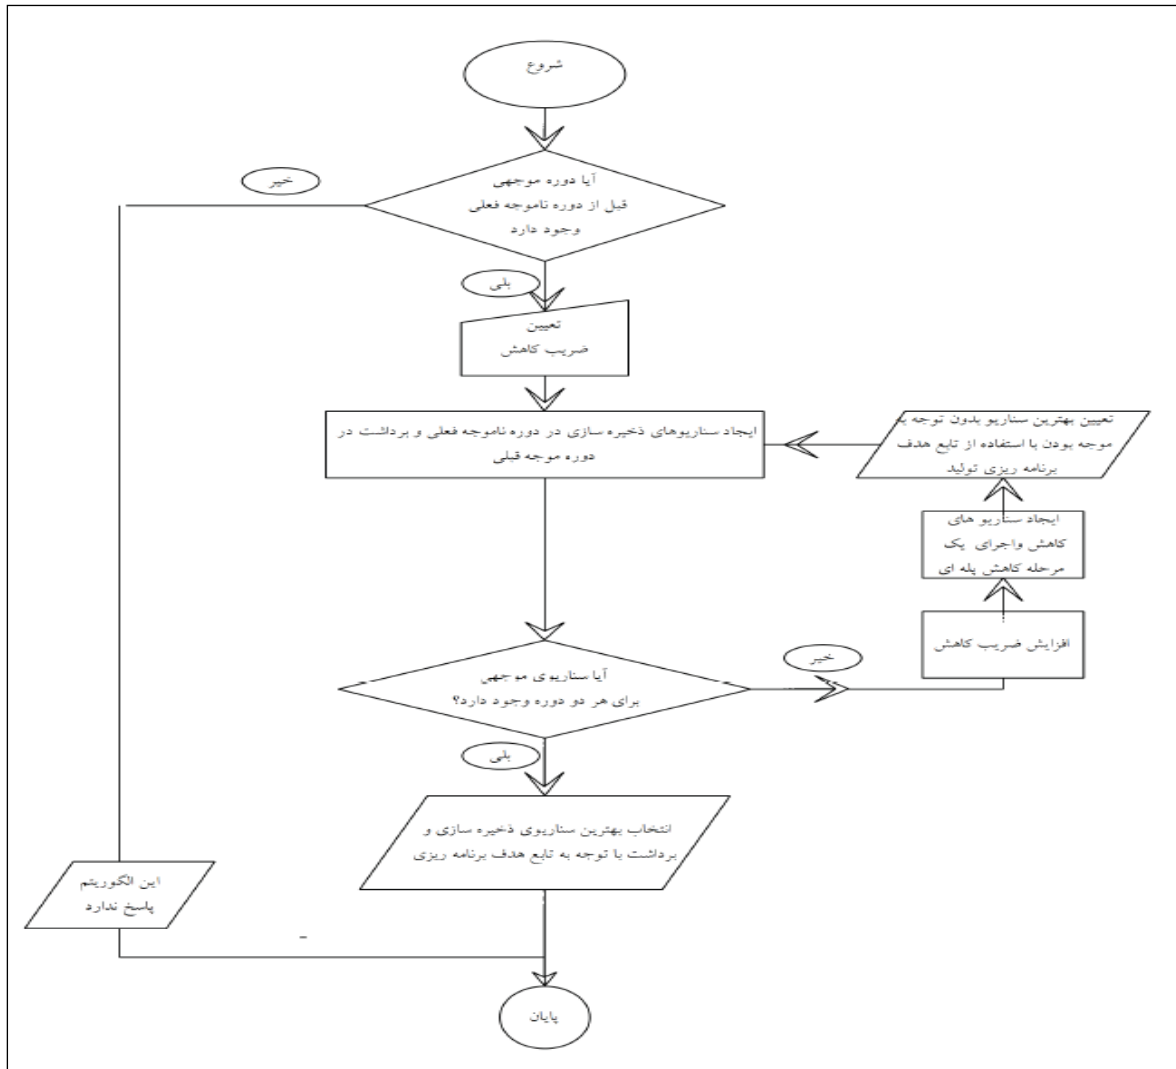 شروع
آیا دوره موجهی
قبل از دوره ناموجه فعلی
وجود دارد
خیر
بلی
تعیین
ضریب کاهش
ایجاد سناریوهای ذخیره سازی در دوره ناموجه فعلی و برداشت در
دوره موجه قبلی
تعیین بهترین سناریو بدون توجه به
موجه بودن با استفاده از تابع هدف
برنامه ریزی تولید
ایجاد سناریو های
کاهش واجرای یک
مرحله کاهش پله ای
افزایش ضریب کاهش
خیر
آیا سناریوی موجهی
برای هر دو دوره وجود دارد؟
بلی
انتخاب بهترین سناریوی ذخیره سازی و
برداشت با توجه به تابع هدف برنامه ریزی
این الگوریتم
پاسخ ندارد
پایان